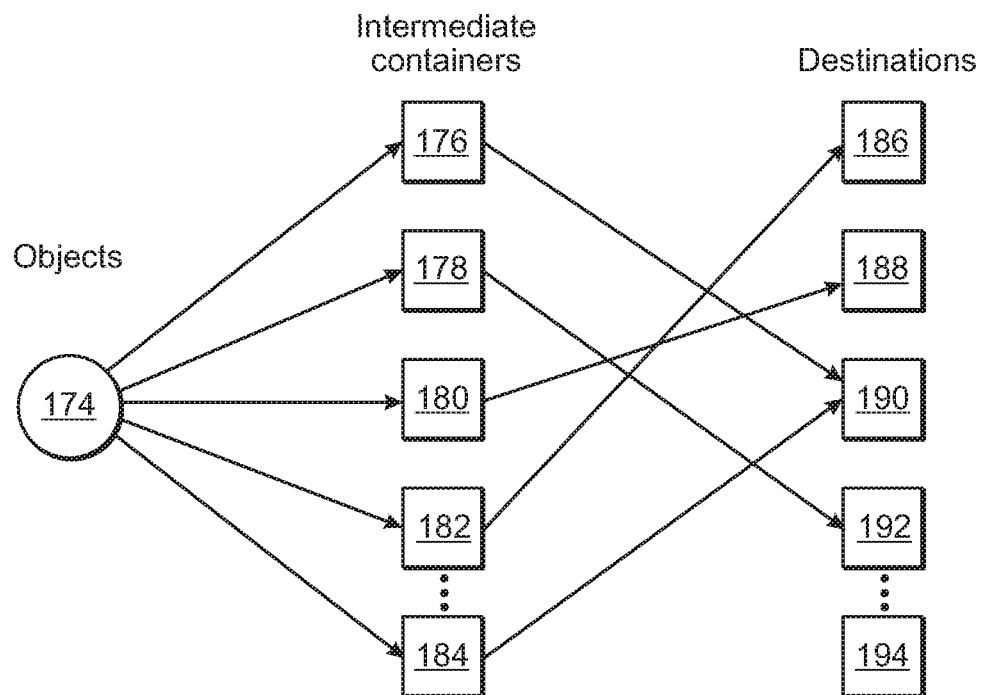 Intermediate
containers
Destinations
Objects
174
176
178
180
182
184
186
188
190
192
194